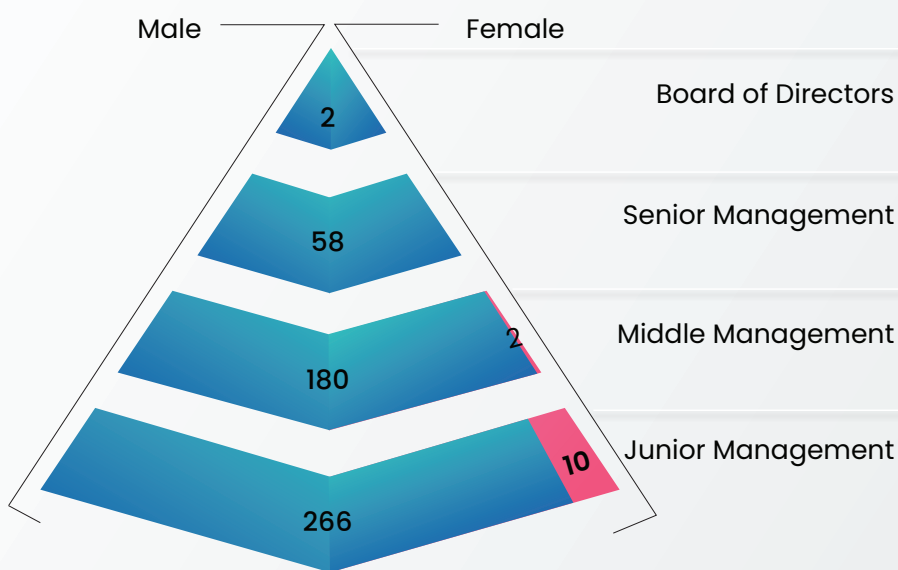 Male
Female
2
Board of Directors
58
Senior Management
180
2
Middle Management
266
10
Junior Management